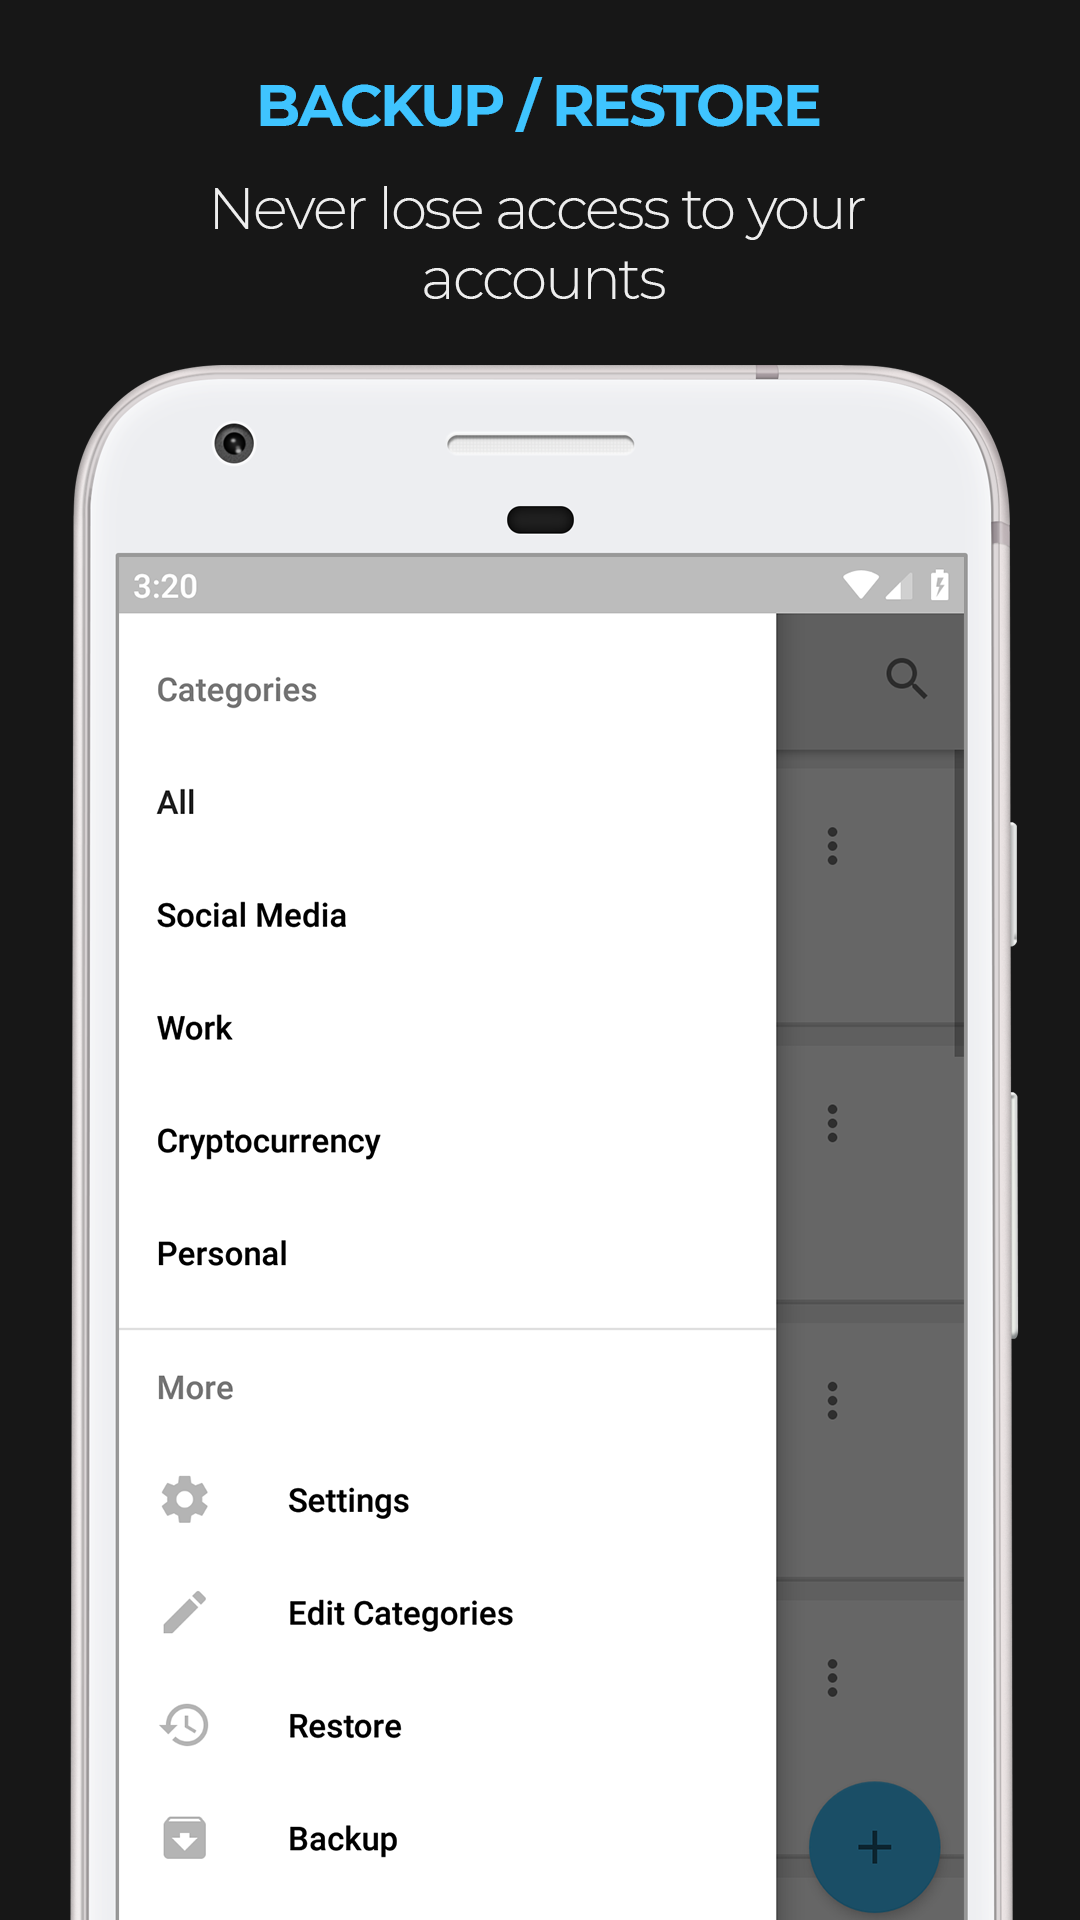 BACKUP / RESTORE
Never lose access to your
accounts
3:20
Categories
All
Social Media
Work
Cryptocurrency
Personal
More
Settings
Edit Categories
Restore
Backup